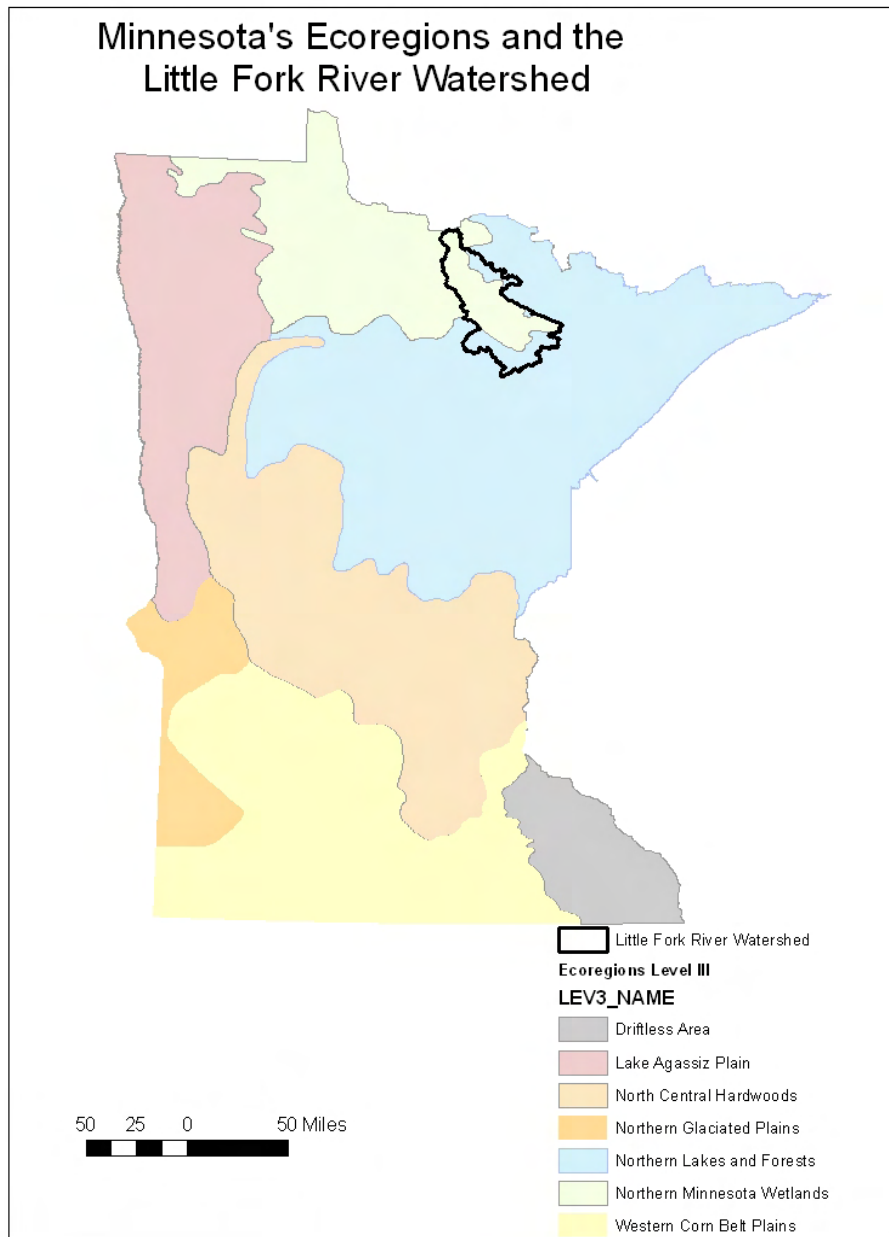 Minnesota's Ecoregions and the
Little Fork River Watershed
Little Fork River Watershed
Ecoregions Level III
LEV3_NAME
Driftless Area
Lake Agassiz Plain
North Central Hardwoods
Northern Glaciated Plains
Northern Lakes and Forests
Northern Minnesota Wetlands
Western Corn Belt Plains
50 25 0 50 Miles